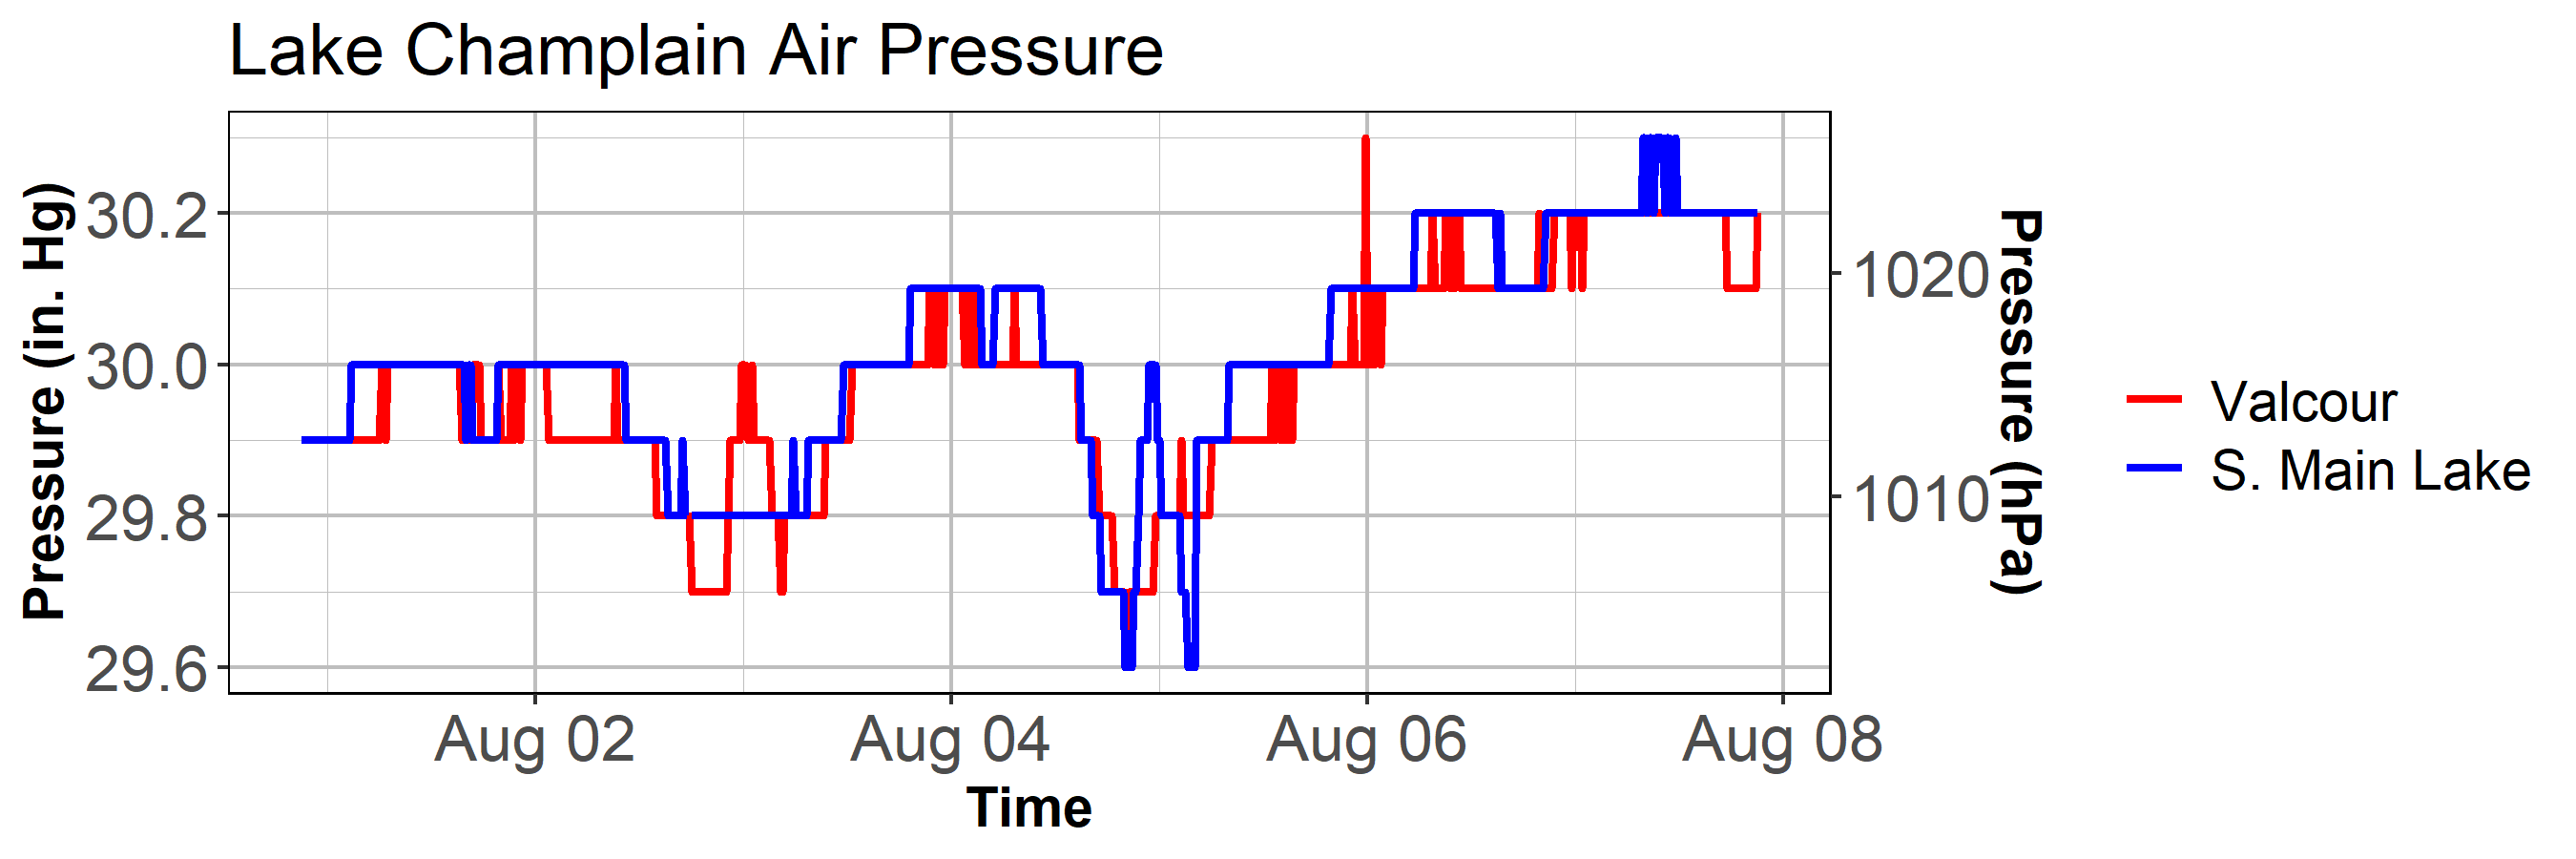 Lake Champlain Air Pressure
Pressure (in. Hg)
30.2
30.0
29.8
29.6
1020
1010
Pressure (hPa)
Aug 02
Aug 04
Aug 06
Aug 08
Time
Valcour
S. Main Lake